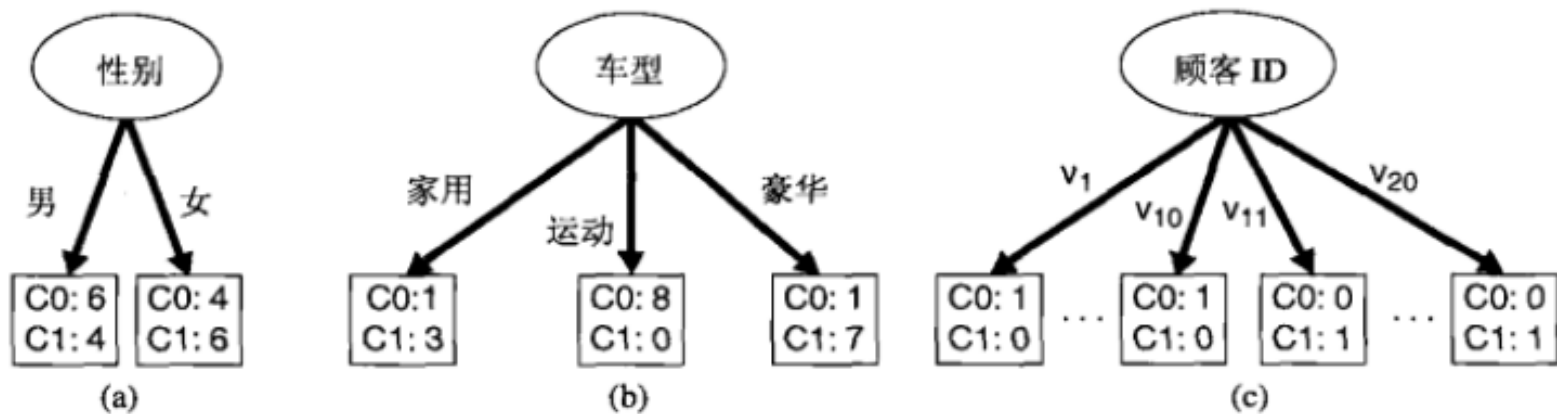 性别
男
女
C0: 6
C1: 4
C0: 4
C1: 6
(a)
车型
家用
运动
豪华
C0: 1
C1: 3
C0: 8
C1: 0
C0: 1
C1: 7
(b)
顾客 ID
v1
v10
v11
v20
C0: 1
C1: 0
...
C0: 1
C1: 0
C0: 0
C1: 1
...
C0: 0
C1: 1
(c)